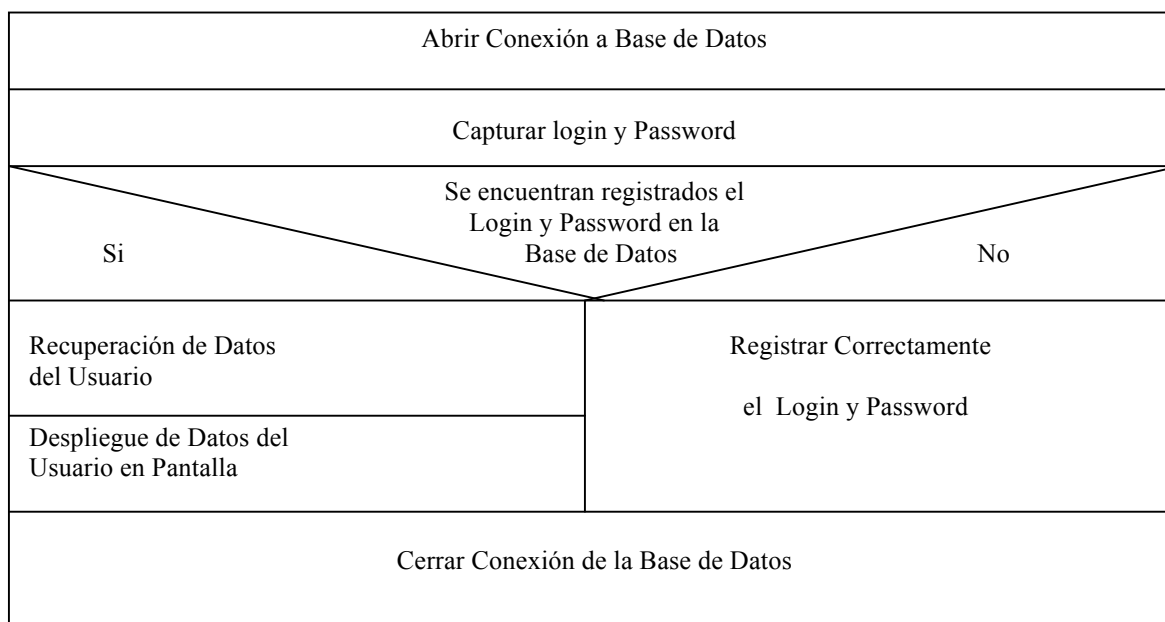 Abrir Conexión a Base de Datos
Capturar login y Password
Se encuentran registrados el
Login y Password en la
Base de Datos
Si
No
Recuperación de Datos
del Usuario
Registrar Correctamente
el Login y Password
Despliegue de Datos del
Usuario en Pantalla
Cerrar Conexión de la Base de Datos